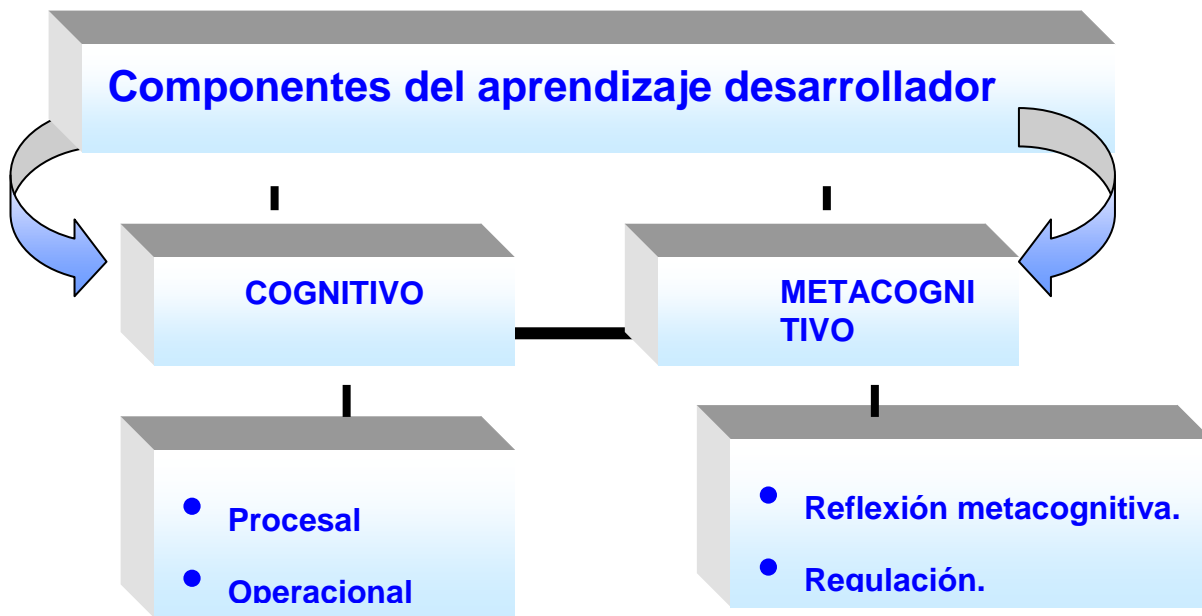 Componentes del aprendizaje desarrollador
COGNITIVO
METACOGNI
TIVO
• Procesal
• Operacional
• Reflexión metacognitiva.
• Regulación.